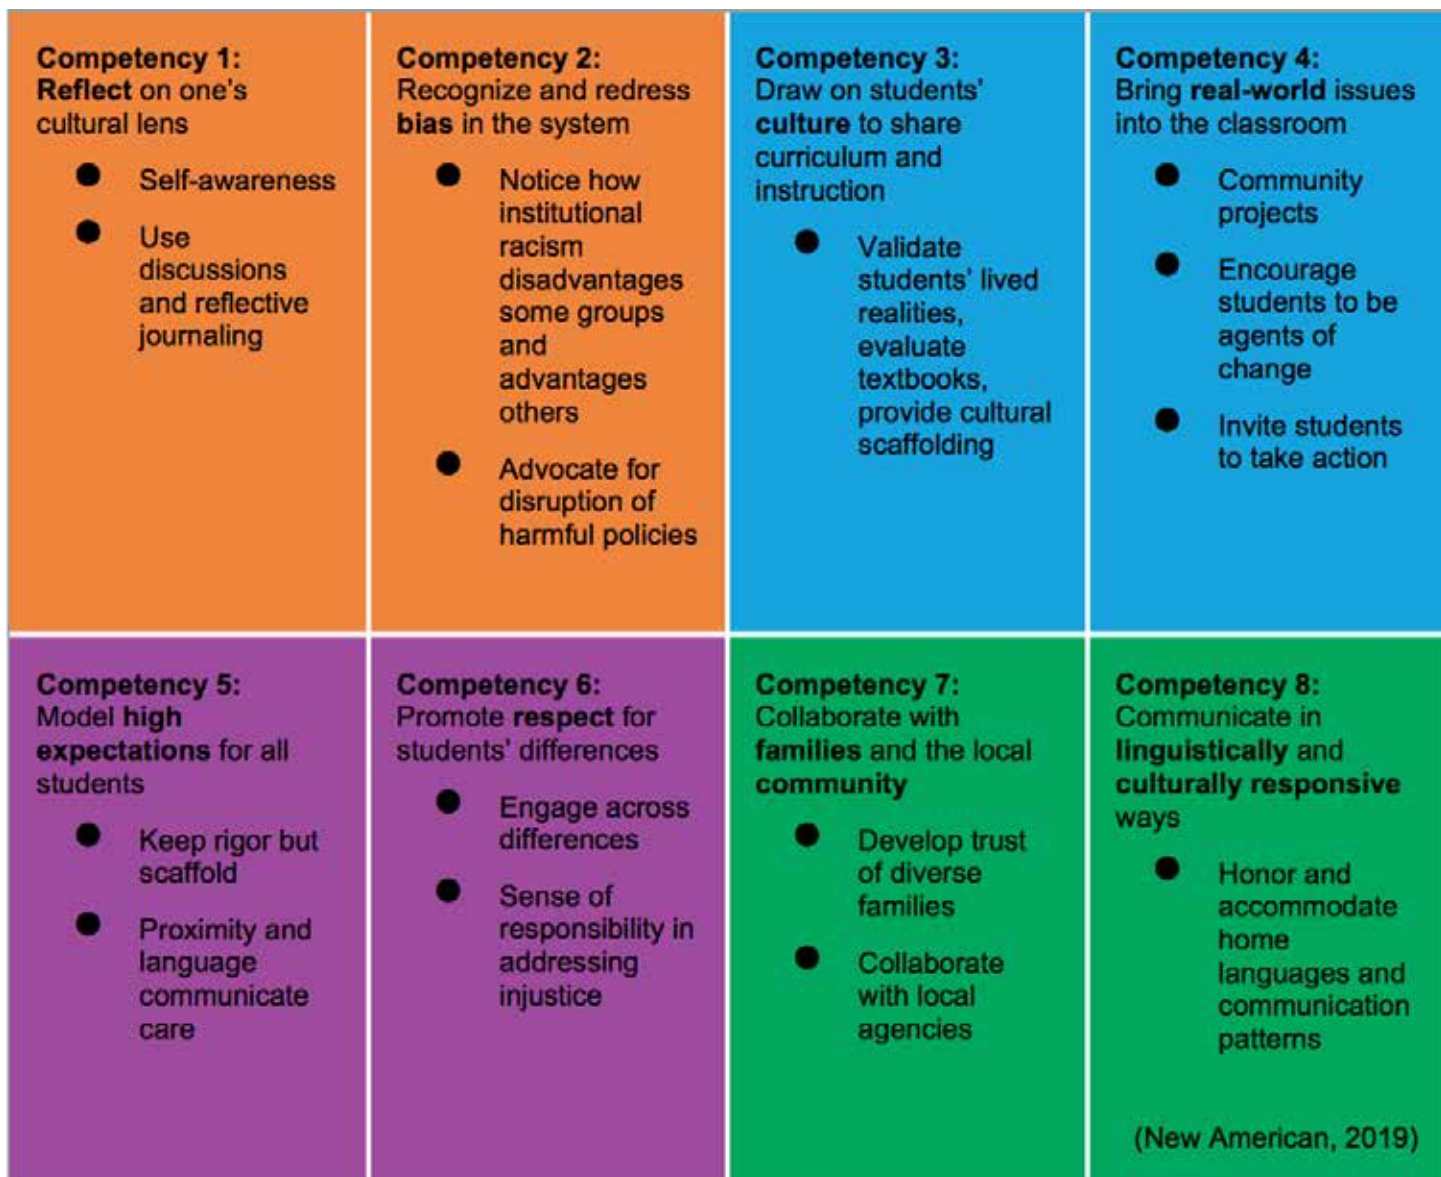 Competency 1:
Reflect on one's
cultural lens
● Self-awareness
● Use
discussions
and reflective
journaling
Competency 2:
Recognize and redress
bias in the system
● Notice how
institutional
racism
disadvantages
some groups
and
advantages
others
● Advocate for
disruption of
harmful policies
Competency 3:
Draw on students'
culture to share
curriculum and
instruction
● Validate
students' lived
realities,
evaluate
textbooks,
provide cultural
scaffolding
Competency 4:
Bring real-world issues
into the classroom
● Community
projects
● Encourage
students to be
agents of
change
● Invite students
to take action
Competency 5:
Model high
expectations for all
students
● Keep rigor but
scaffold
● Proximity and
language
communicate
care
Competency 6:
Promote respect for
students' differences
● Engage across
differences
● Sense of
responsibility in
addressing
injustice
Competency 7:
Collaborate with
families and the local
community
● Develop trust
of diverse
families
● Collaborate
with local
agencies
Competency 8:
Communicate in
linguistically and
culturally responsive
ways
● Honor and
accommodate
home
languages and
communication
patterns
(New American, 2019)